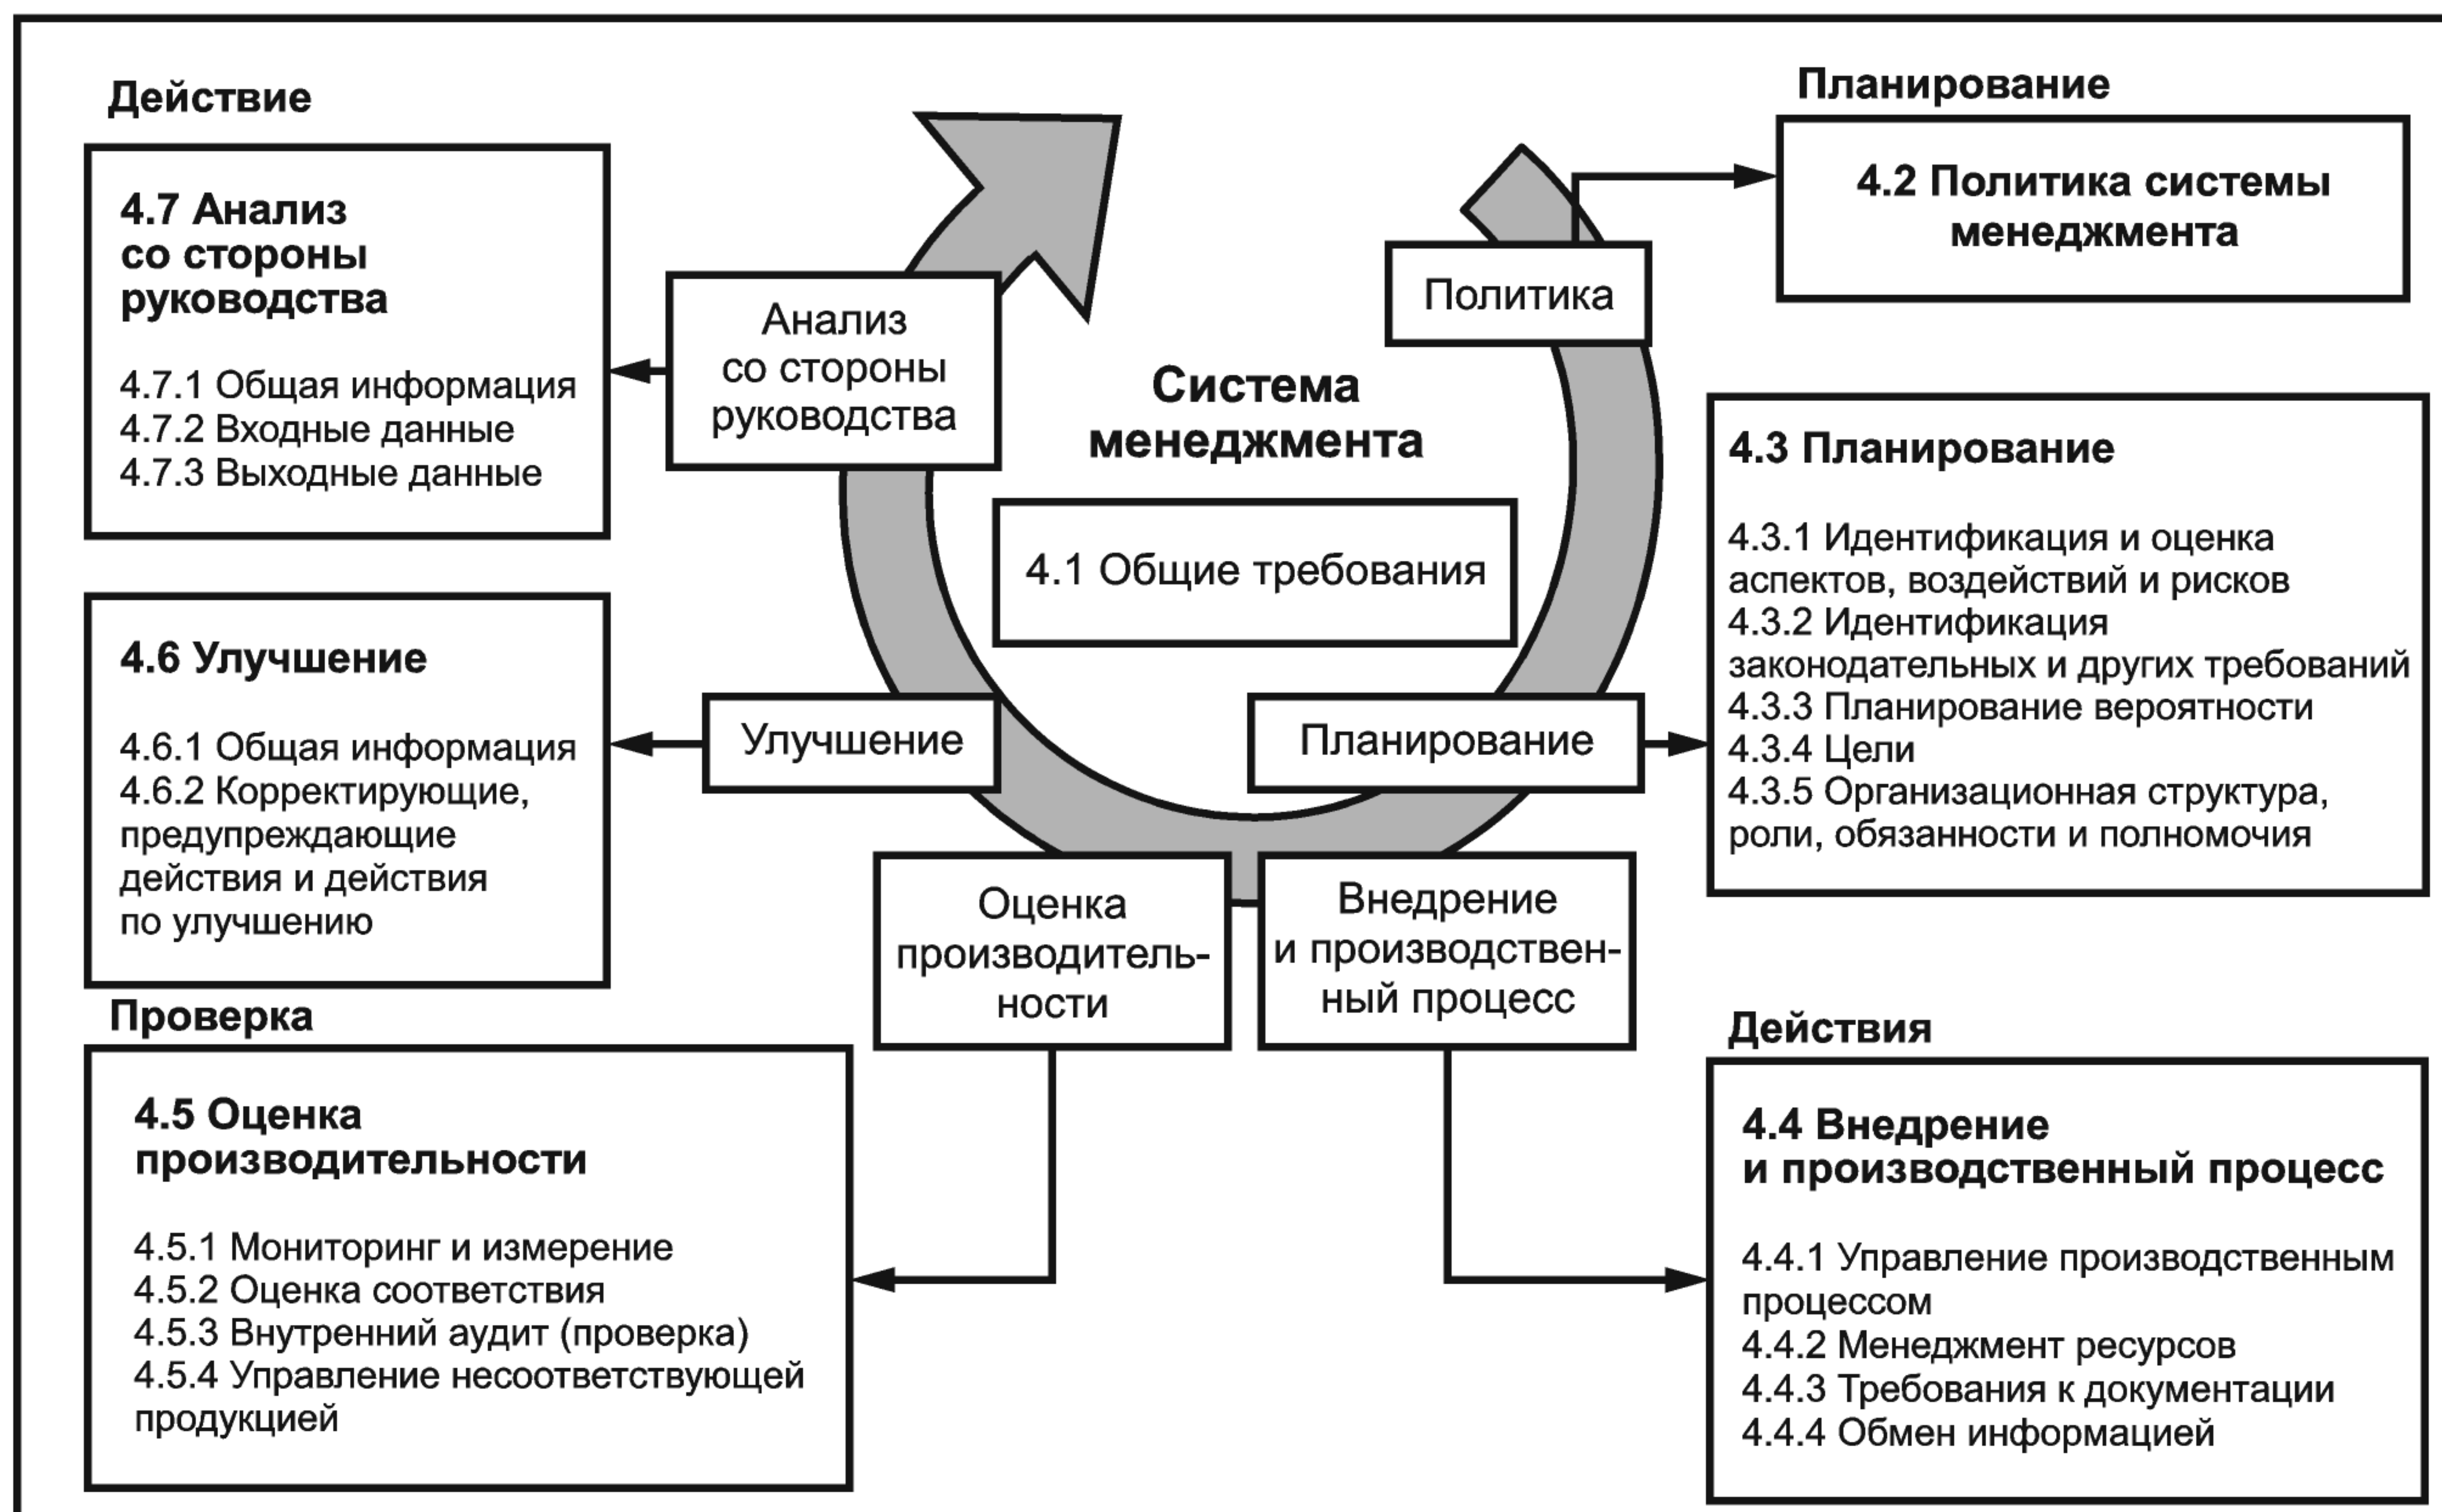 Действие
4.7 Анализ
со стороны
руководства
4.7.1 Общая информация
4.7.2 Входные данные
4.7.3 Выходные данные
4.6 Улучшение
4.6.1 Общая информация
4.6.2 Корректирующие,
предупреждающие
действия и действия
по улучшению
Проверка
4.5 Оценка
производительности
4.5.1 Мониторинг и измерение
4.5.2 Оценка соответствия
4.5.3 Внутренний аудит (проверка)
4.5.4 Управление несоответствующей
продукцией
Анализ
со стороны
руководства
Улучшение
Оценка
производитель-
ности
Система
менеджмента
4.1 Общие требования
Политика
Планирование
Внедрение
и производствен-
ный процесс
Планирование
4.2 Политика системы
менеджмента
4.3 Планирование
4.3.1 Идентификация и оценка
аспектов, воздействий и рисков
4.3.2 Идентификация
законодательных и других требований
4.3.3 Планирование вероятности
4.3.4 Цели
4.3.5 Организационная структура,
роли, обязанности и полномочия
Действия
4.4 Внедрение
и производственный процесс
4.4.1 Управление производственным
процессом
4.4.2 Менеджмент ресурсов
4.4.3 Требования к документации
4.4.4 Обмен информацией